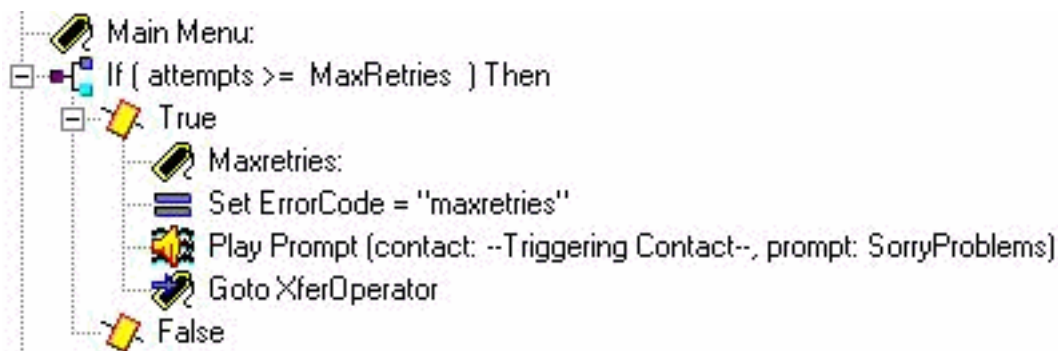 Main Menu:
If ( attempts >= MaxRetries ) Then
True
Maxretries:
Set ErrorCode = "maxretries"
Play Prompt (contact: --Triggering Contact--, prompt: SorryProblems)
Goto XferOperator
False